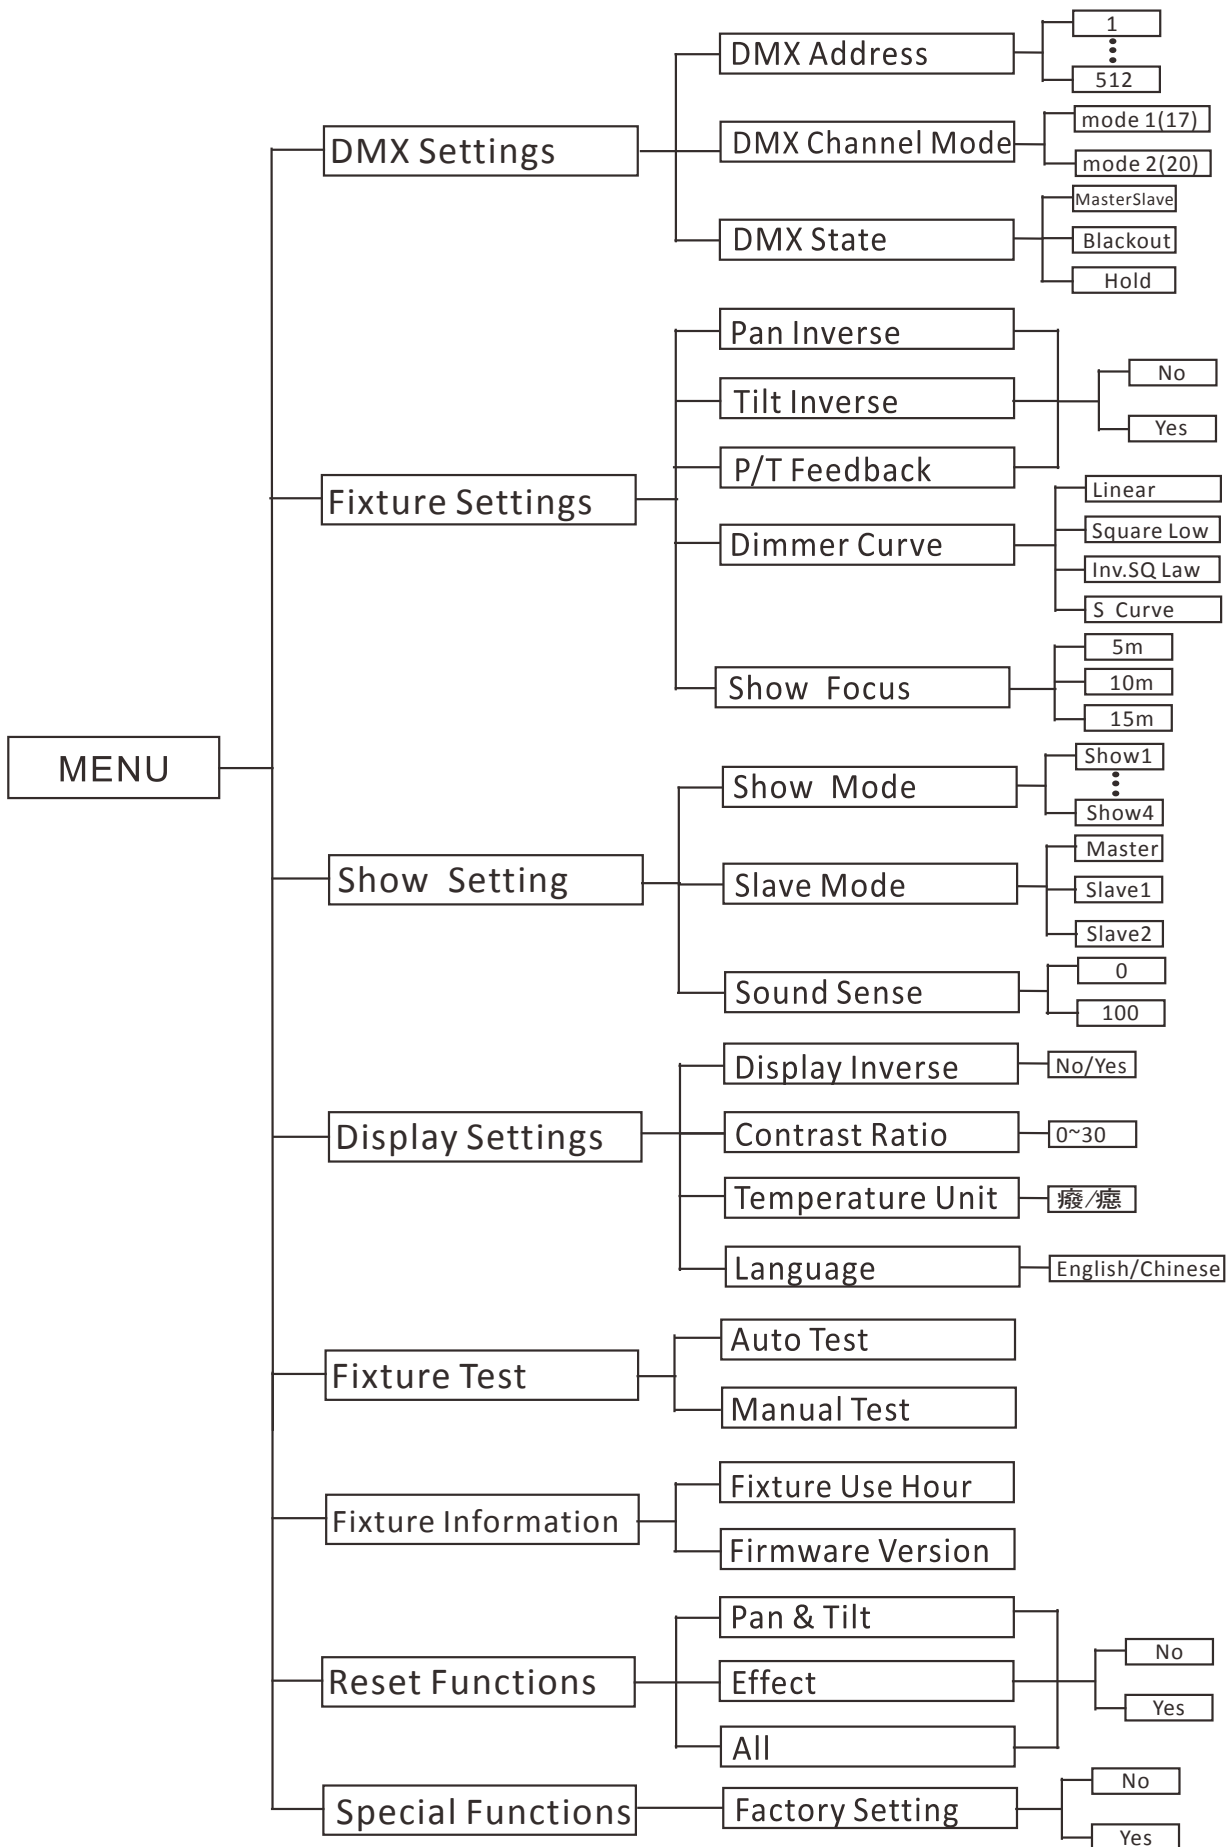 MENU
DMX Settings
DMX Address
1
512
DMX Channel Mode
mode 1(17)
mode 2(20)
DMX State
MasterSlave
Blackout
Hold
Fixture Settings
Pan Inverse
Tilt Inverse
P/T Feedback
No
Yes
Dimmer Curve
Linear
Square Low
Inv.SQ Law
S Curve
Show Focus
5m
10m
15m
Show Setting
Show Mode
Show1
Show4
Slave Mode
Master
Slave1
Slave2
Sound Sense
0
100
Display Settings
Display Inverse
No/Yes
Contrast Ratio
0~30
Temperature Unit
Language
English/Chinese
Fixture Test
Auto Test
Manual Test
Fixture Information
Fixture Use Hour
Firmware Version
Reset Functions
Pan & Tilt
Effect
All
No
Yes
Special Functions
Factory Setting
No
Yes